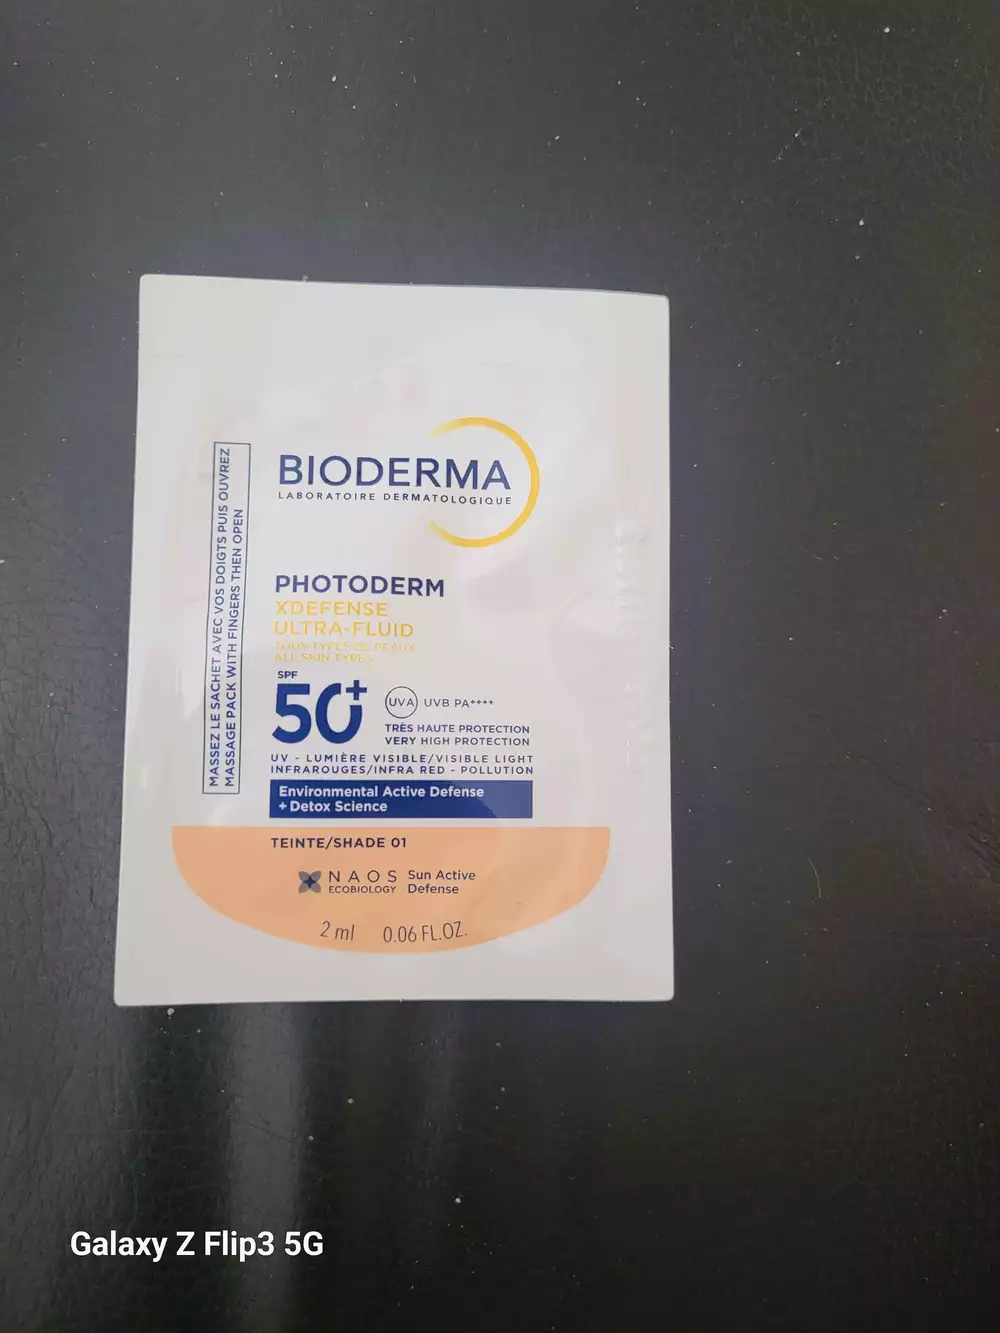 MASSEZ LE SACHET AVEC VOS DOIGTS PUIS OUVREZ
MASSAGE PACK WITH FINGERS THEN OPEN
BIODERMA
LABORATOIRE DERMATOLOGIQUE
PHOTODERM
XDEFENSE
ULTRA-FLUID
TOUS TYPES DE PEAUX
ALL SKIN TYPES
SPF
50+
UVA UVB PA++++
TRÈS HAUTE PROTECTION
VERY HIGH PROTECTION
UV - LUMIÈRE VISIBLE/VISIBLE LIGHT
INFRAROUGES/INFRA RED - POLLUTION
Environmental Active Defense
+ Detox Science
TEINTE/SHADE 01
NAOS
ECOBIOLOGY
Sun Active
Defense
2 ml 0.06 FL.OZ.
Galaxy Z Flip3 5G